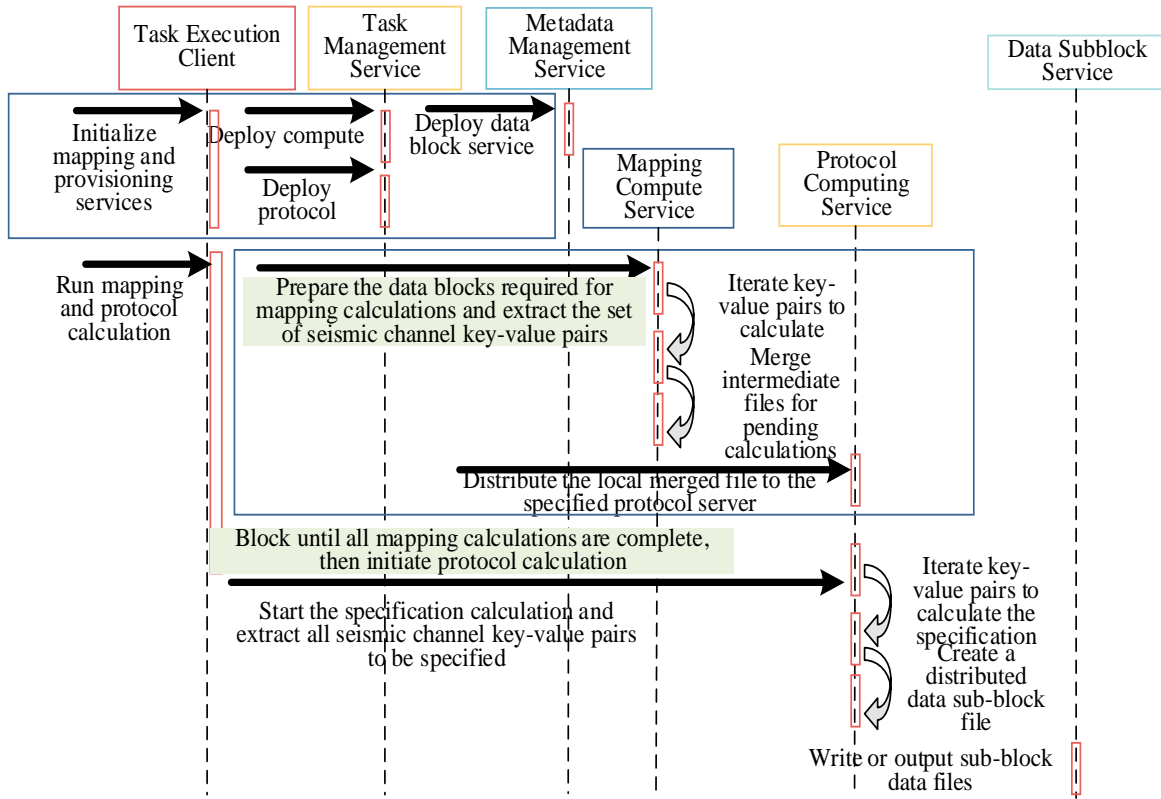 Task Execution
Client
Task
Management
Service
Metadata
Management
Service
Data Subblock
Service
Initialize
mapping and
provisioning
services
Deploy compute
Deploy
protocol
Deploy data
block service
Mapping
Compute
Service
Protocol
Computing
Service
Run mapping
and protocol
calculation
Prepare the data blocks required for
mapping calculations and extract the set
of seismic channel key-value pairs
Iterate key-
value pairs to
calculate
Merge
intermediate
files for
pending
calculations
Distribute the local merged file to the
specified protocol server
Block until all mapping calculations are complete,
then initiate protocol calculation
Start the specification calculation and
extract all seismic channel key-value pairs
to be specified
Iterate key-
value pairs to
calculate the
specification
Create a
distributed
data sub-block
file
Write or output sub-block
data files